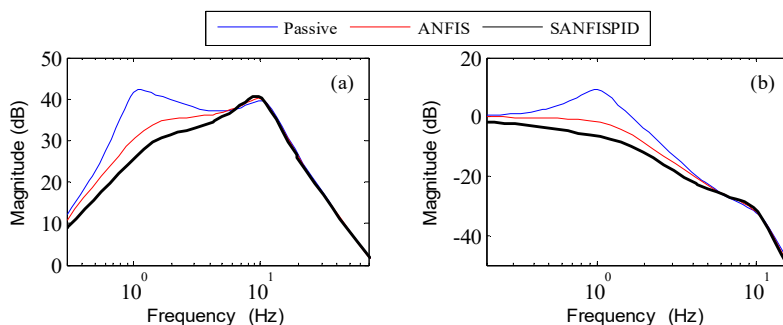 Passive ANFIS SANFISPID
(a)
50
40
30
20
10
0
Magnitude (dB)
10^0 10^1
Frequency (Hz)
(b)
20
0
-20
-40
Magnitude (dB)
10^0 10^1
Frequency (Hz)